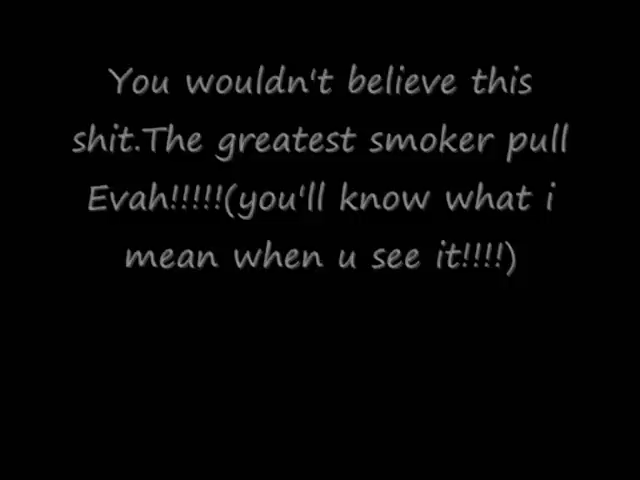 You wouldn't believe this
shit.The greatest smoker pull
Evah!!!!!(you'll know what i
mean when u see it!!!!)